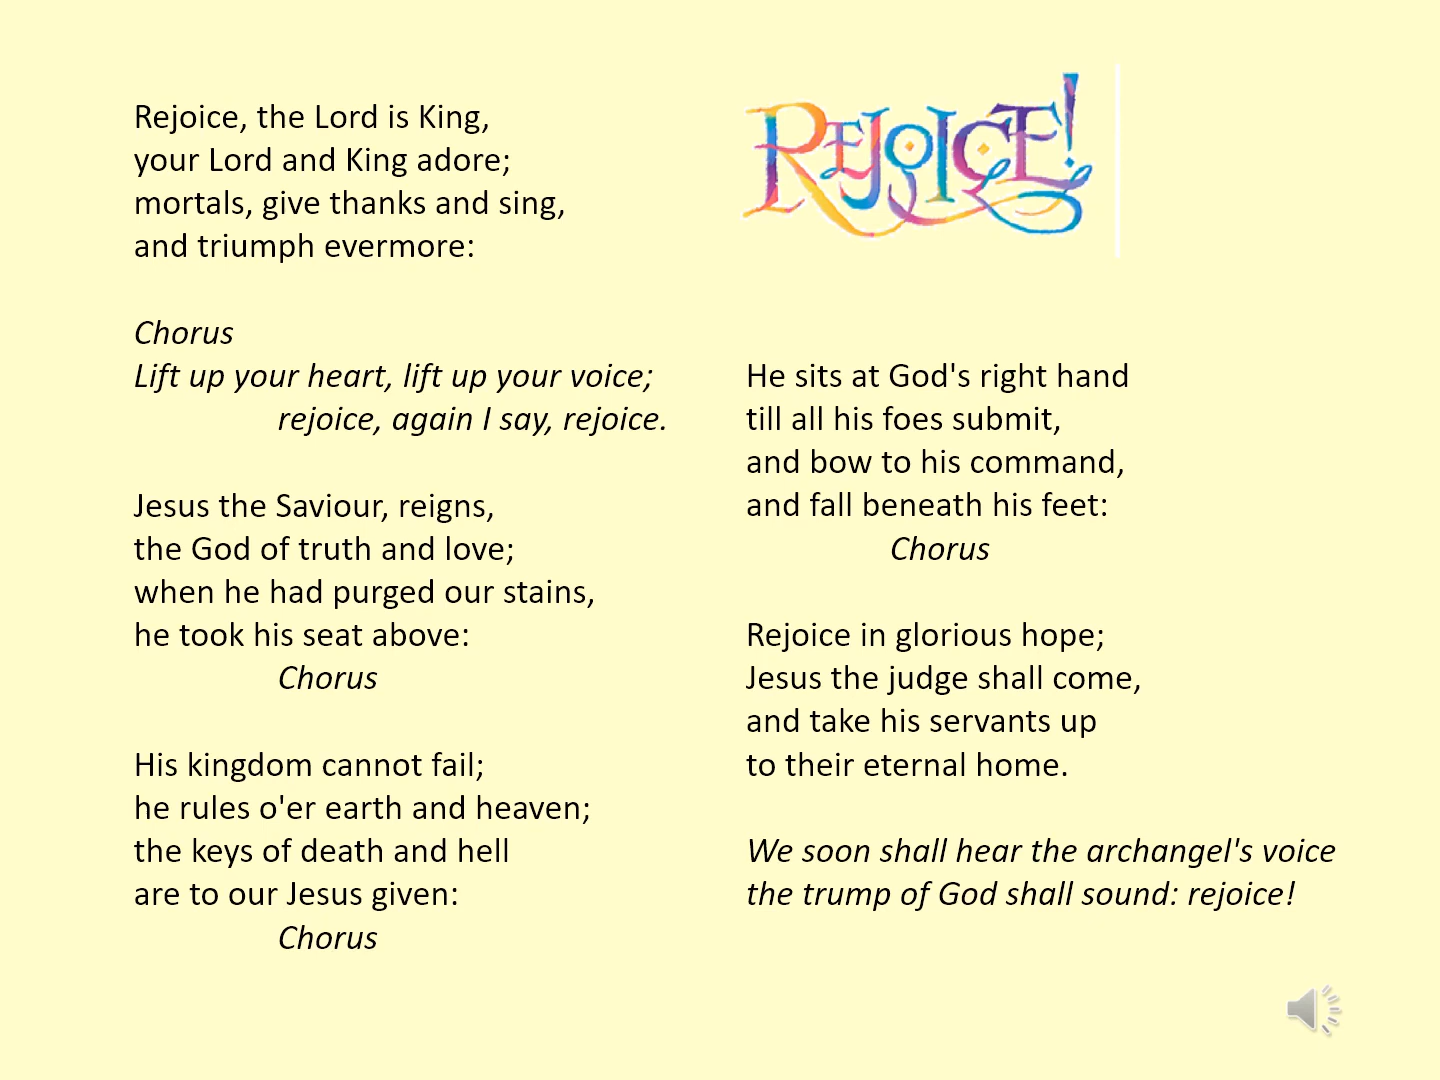 Rejoice, the Lord is King,
your Lord and King adore;
mortals, give thanks and sing,
and triumph evermore:
Chorus
Lift up your heart, lift up your voice;
rejoice, again I say, rejoice.
Jesus the Saviour, reigns,
the God of truth and love;
when he had purged our stains,
he took his seat above:
Chorus
His kingdom cannot fail;
he rules o'er earth and heaven;
the keys of death and hell
are to our Jesus given:
Chorus
REJOICE!
He sits at God's right hand
till all his foes submit,
and bow to his command,
and fall beneath his feet:
Chorus
Rejoice in glorious hope;
Jesus the judge shall come,
and take his servants up
to their eternal home.
We soon shall hear the archangel's voice
the trump of God shall sound: rejoice!